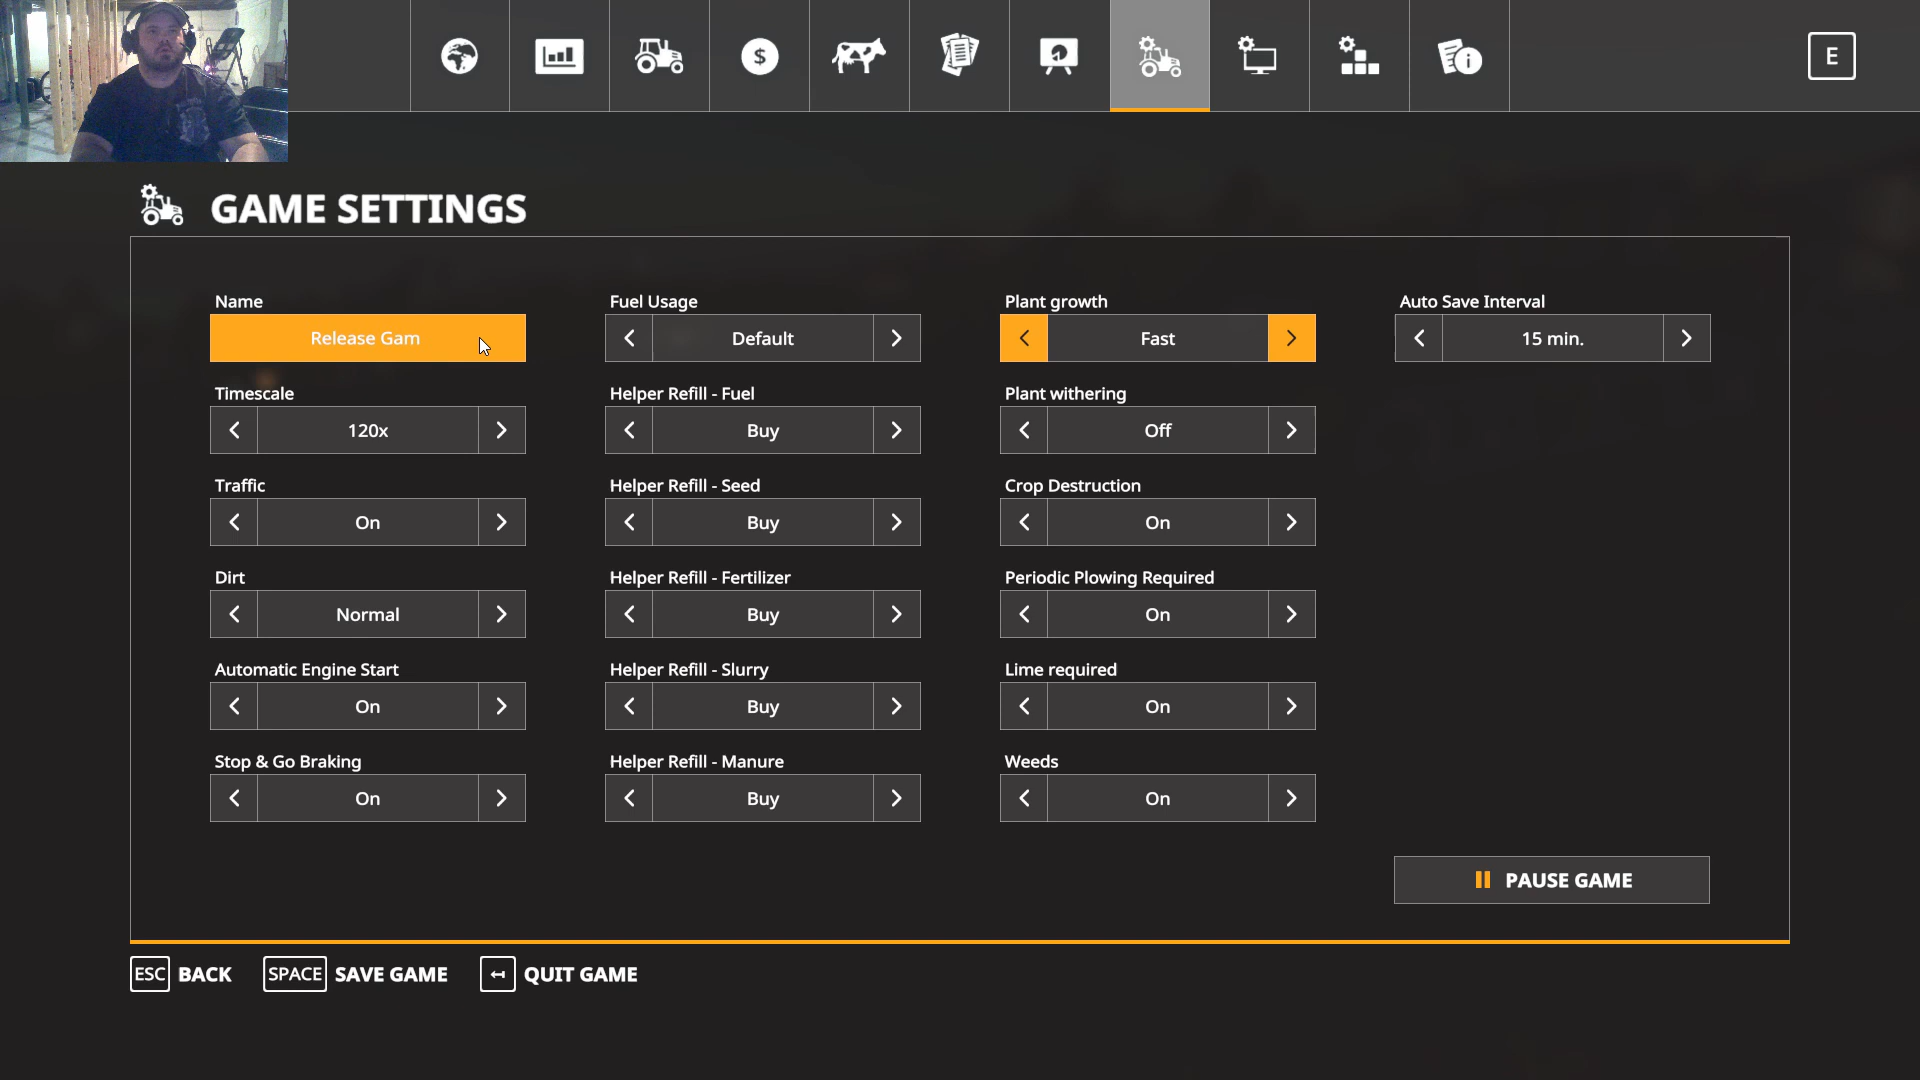 E
GAME SETTINGS
Name
Release Gam
Timescale
120x
Traffic
On
Dirt
Normal
Automatic Engine Start
On
Stop & Go Braking
On
Fuel Usage
Default
Helper Refill - Fuel
Buy
Helper Refill - Seed
Buy
Helper Refill - Fertilizer
Buy
Helper Refill - Slurry
Buy
Helper Refill - Manure
Buy
Plant growth
Fast
Plant withering
Off
Crop Destruction
On
Periodic Plowing Required
On
Lime required
On
Weeds
On
Auto Save Interval
15 min.
PAUSE GAME
ESC BACK SPACE SAVE GAME QUIT GAME